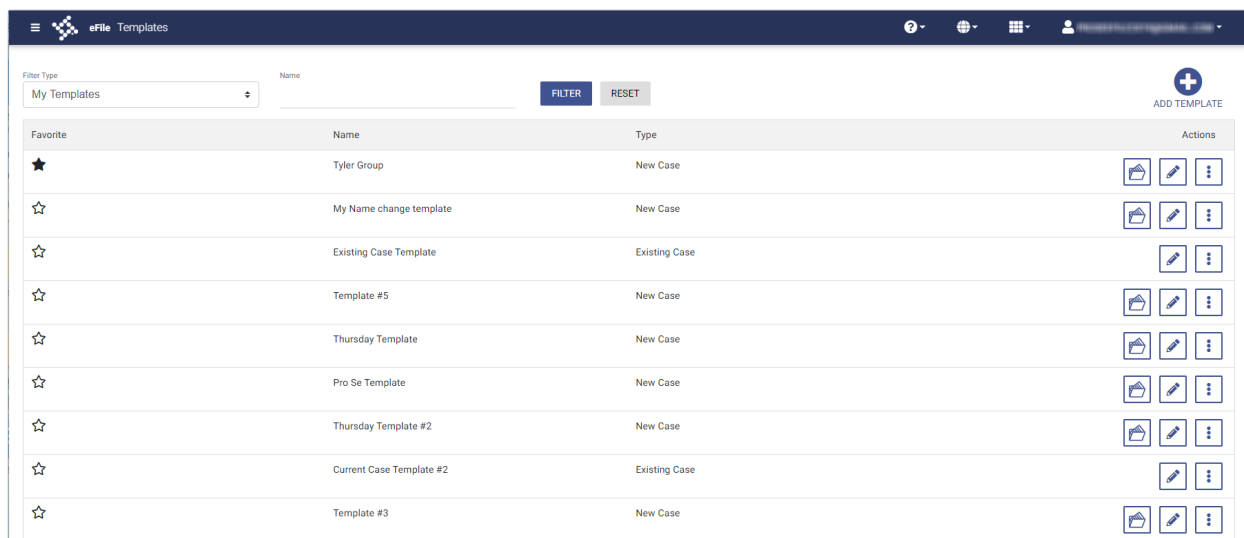 eFile Templates
Filter Type
Name
My Templates
FILTER RESET
ADD TEMPLATE
Favorite Name Type Actions
Tyler Group New Case
My Name change template New Case
Existing Case Template Existing Case
Template #5 New Case
Thursday Template New Case
Pro Se Template New Case
Thursday Template #2 New Case
Current Case Template #2 Existing Case
Template #3 New Case